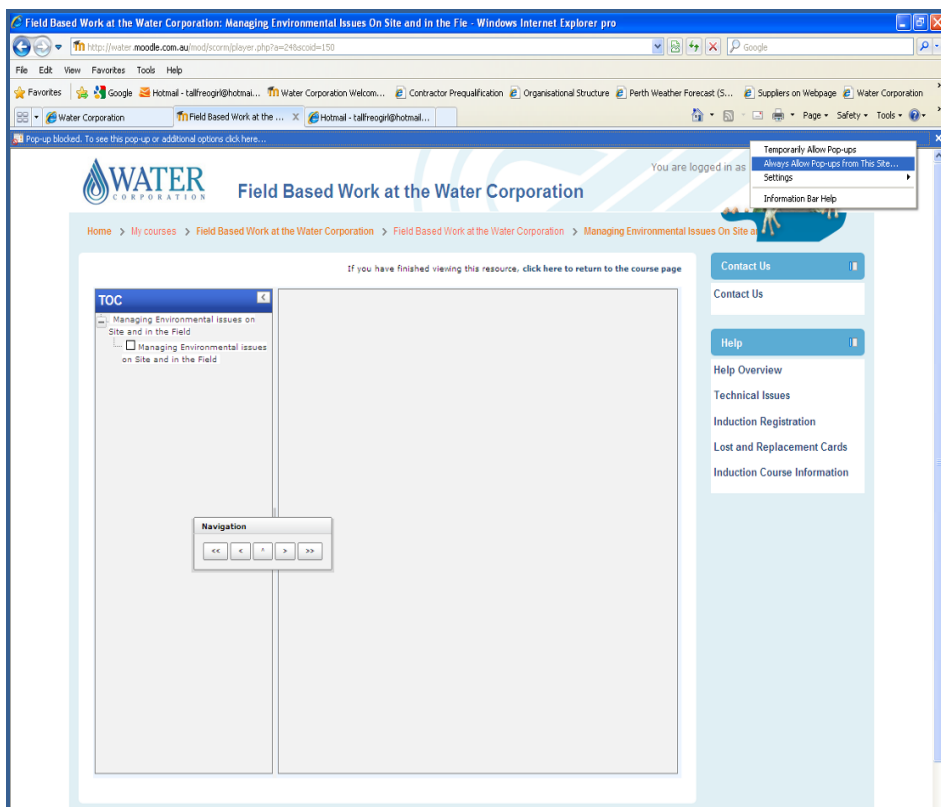 Field Based Work at the Water Corporation: Managing Environmental Issues On Site and in the Fie - Windows Internet Explorer pro
http://water.moodle.com.au/mod/scorm/player.php?a=24&scoid=150
Google
File Edit View Favorites Tools Help
Favorites Google Hotmail - tallfreogirl@hotmai... Water Corporation Welcom... Contractor Prequalification Organisational Structure Perth Weather Forecast (S... Suppliers on Webpage Water Corporation
Water Corporation Field Based Work at the ... X Hotmail - tallfreogirl@hotmail... Page Safety Tools
Pop-up blocked. To see this pop-up or additional options click here...
Temporarily Allow Pop-ups
Always Allow Pop-ups from This Site...
Settings
Information Bar Help
You are logged in as
WATER
CORPORATION
Field Based Work at the Water Corporation
Home > My courses > Field Based Work at the Water Corporation > Field Based Work at the Water Corporation > Managing Environmental Issues On Site a
If you have finished viewing this resource, click here to return to the course page
TOC <
Managing Environmental issues on
Site and in the Field
Managing Environmental issues
on Site and in the Field
Navigation
<< < ^ > >>
Contact Us
Contact Us
Help
Help Overview
Technical Issues
Induction Registration
Lost and Replacement Cards
Induction Course Information